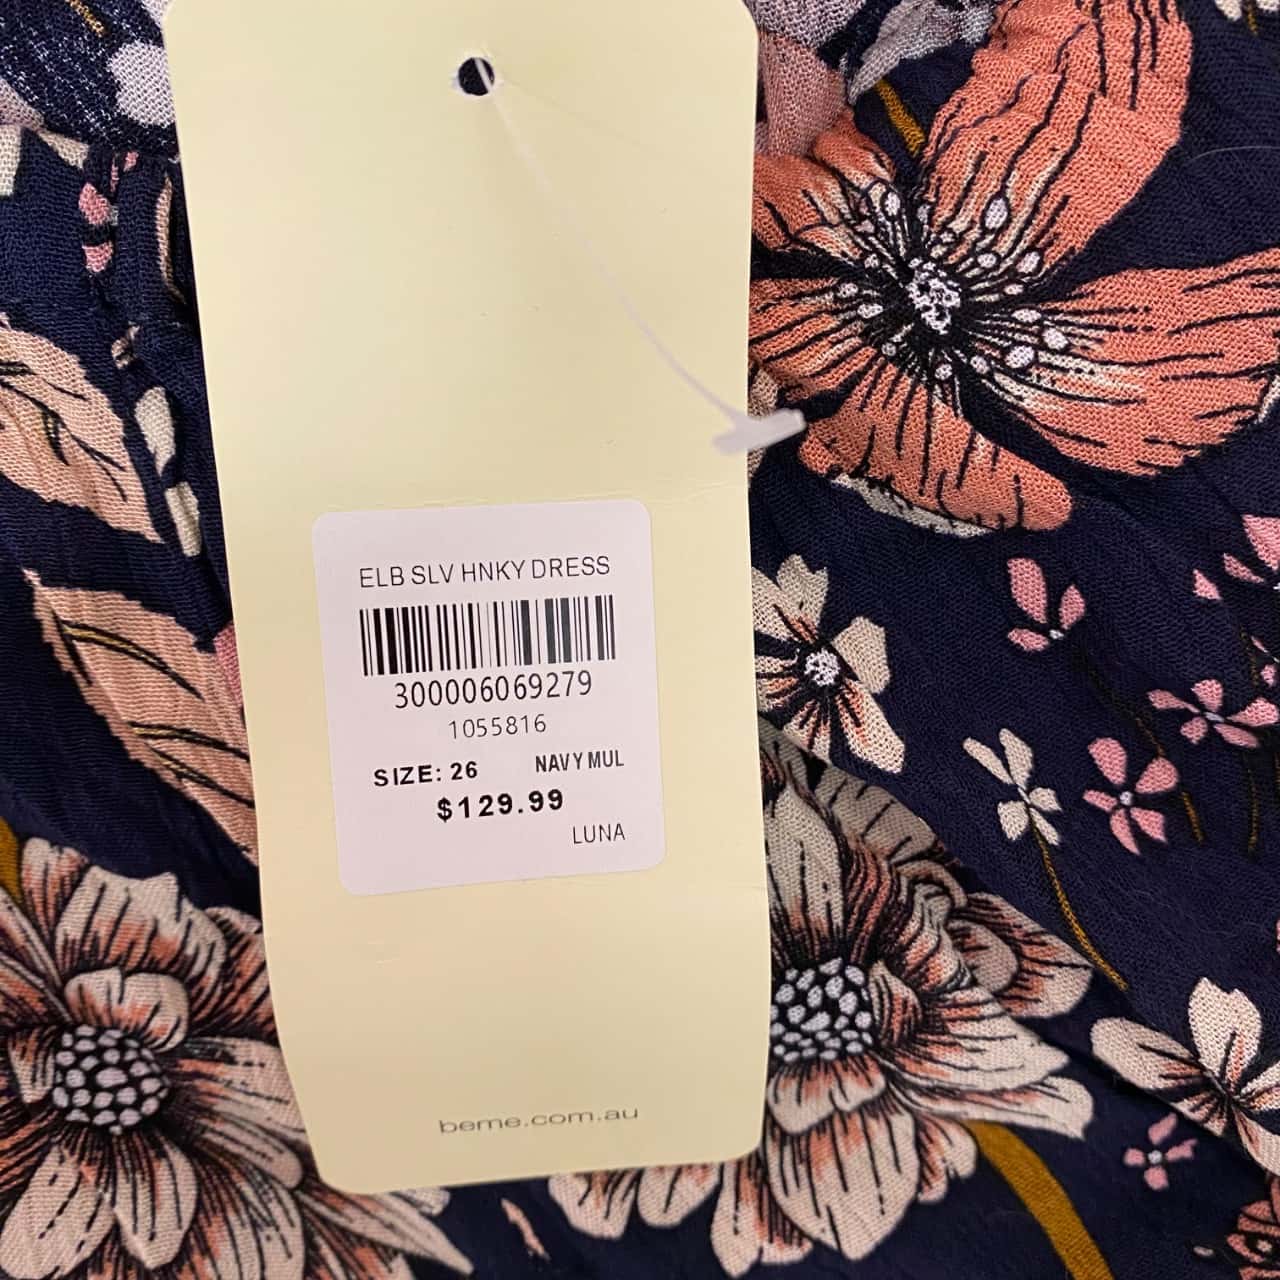 ELB SLV HNKY DRESS
300006069279
1055816
SIZE: 26 NAVY MUL
$129.99
LUNA
beme.com.au